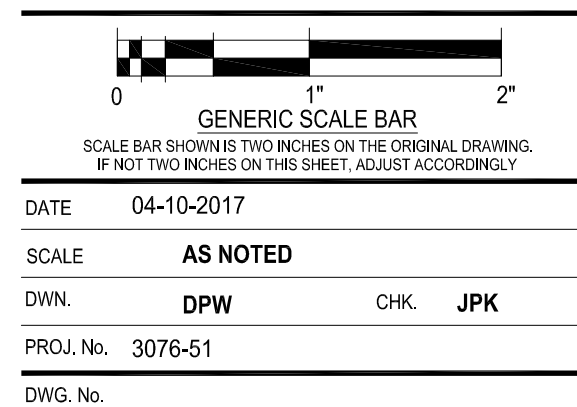 0 1" 2"
GENERIC SCALE BAR
SCALE BAR SHOWN IS TWO INCHES ON THE ORIGINAL DRAWING.
IF NOT TWO INCHES ON THIS SHEET, ADJUST ACCORDINGLY
DATE 04-10-2017
SCALE AS NOTED
DWN. DPW CHK. JPK
PROJ. No. 3076-51
DWG. No.